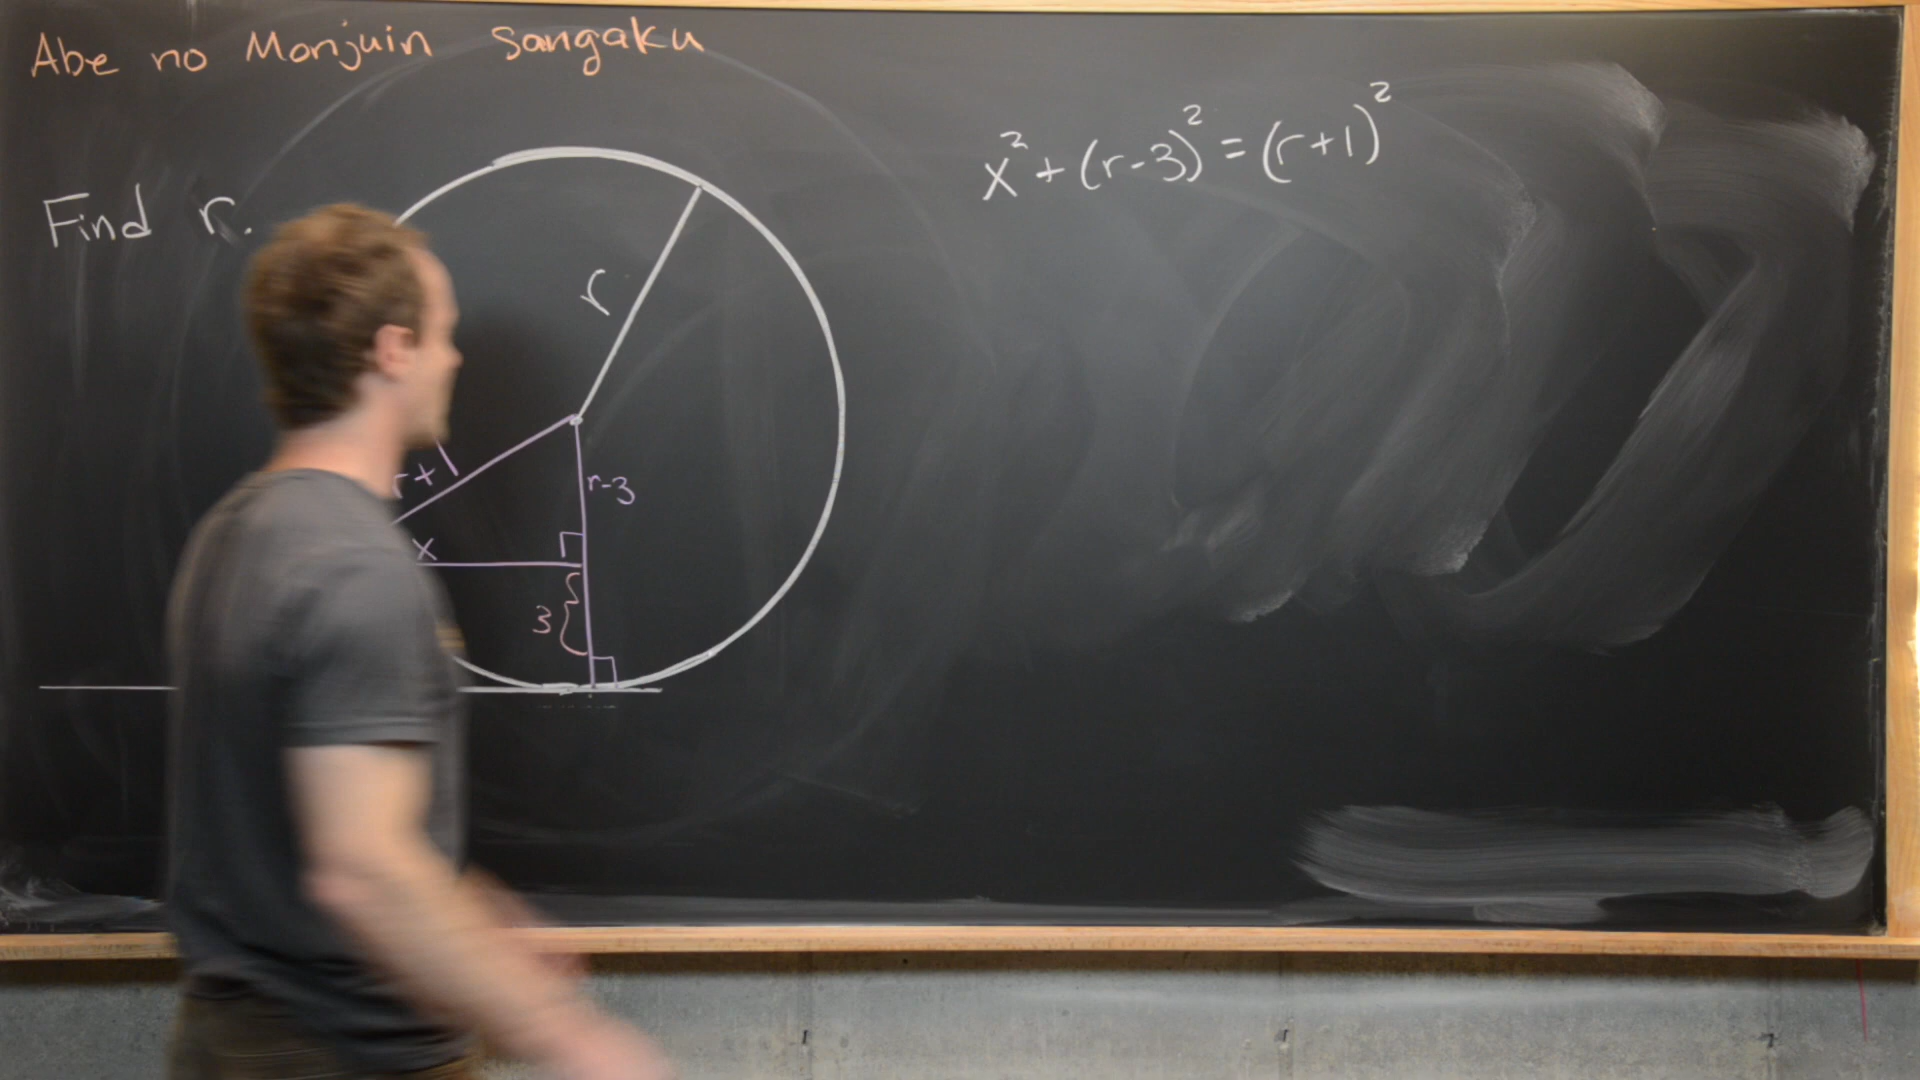 Abe no Monjuin Sangaku
x² + (r-3)² = (r+1)²
Find r.
r
r+1
r-3
x
3